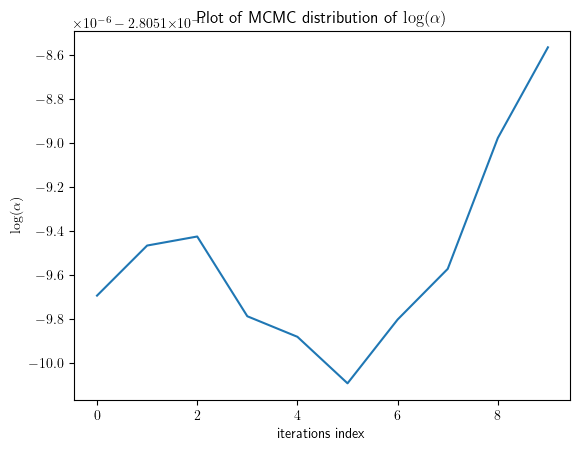 ×10⁻⁶ − 2.8051×10⁻
Plot of MCMC distribution of log(α)
−8.6
−8.8
−9.0
−9.2
−9.4
−9.6
−9.8
−10.0
log(α)
0 2 4 6 8
iterations index